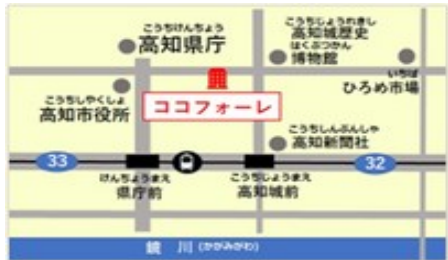 こうちけんちょう
高知県庁
こうちじょうれきし
高知城歴史
はくぶつかん
博物館
いちば
ひろめ市場
こうちしやくしょ
高知市役所
ココフォーレ
こうちしんぶんしゃ
高知新聞社
33
32
けんちょうまえ
県庁前
こうちじょうまえ
高知城前
鏡 川 (かがみがわ)